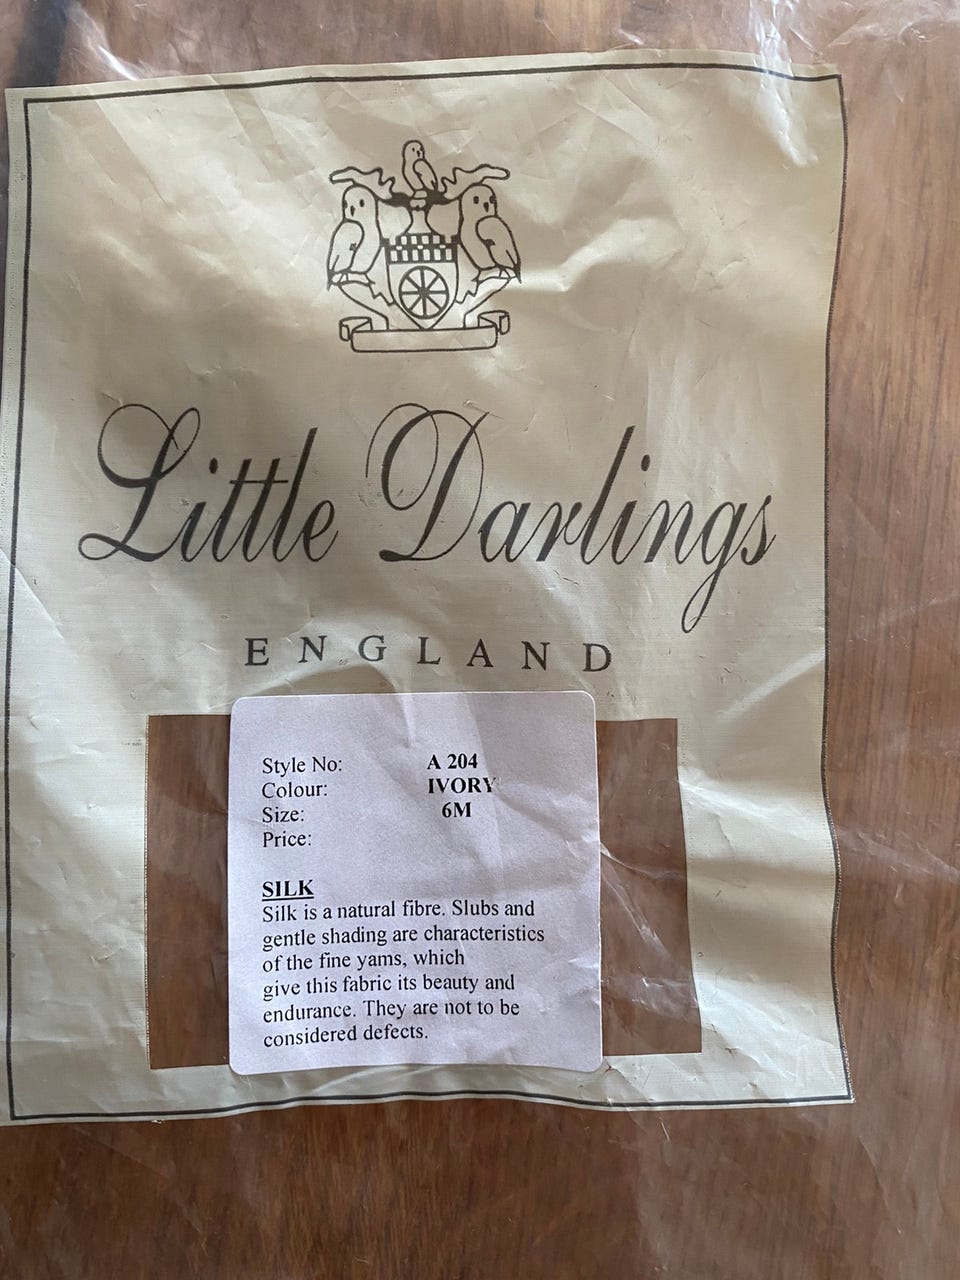 Little Darlings
ENGLAND
Style No: A 204
Colour: IVORY
Size: 6M
Price:
SILK
Silk is a natural fibre. Slubs and
gentle shading are characteristics
of the fine yams, which
give this fabric its beauty and
endurance. They are not to be
considered defects.